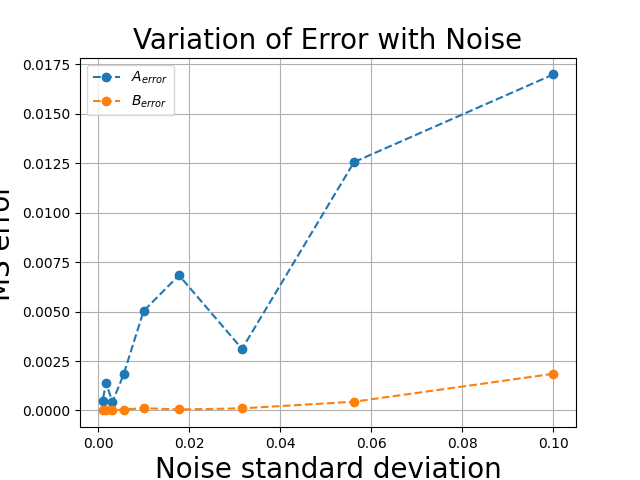 Variation of Error with Noise
0.0175
0.0150
0.0125
0.0100
0.0075
0.0050
0.0025
0.0000
MS error
A_error
B_error
0.00 0.02 0.04 0.06 0.08 0.10
Noise standard deviation